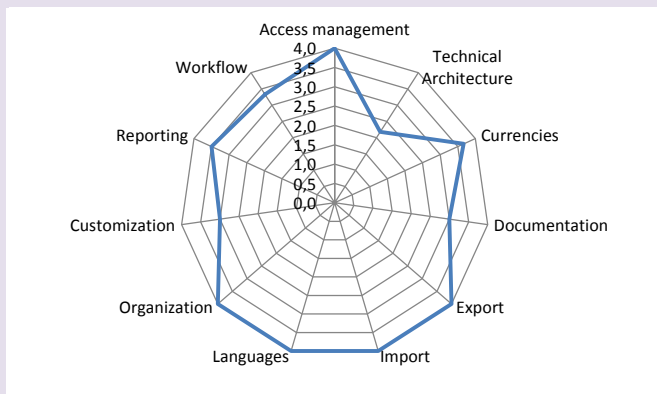 Access management
Technical
Architecture
Currencies
Documentation
Export
Import
Languages
Organization
Customization
Reporting
Workflow
4,0
3,5
3,0
2,5
2,0
1,5
1,0
0,5
0,0